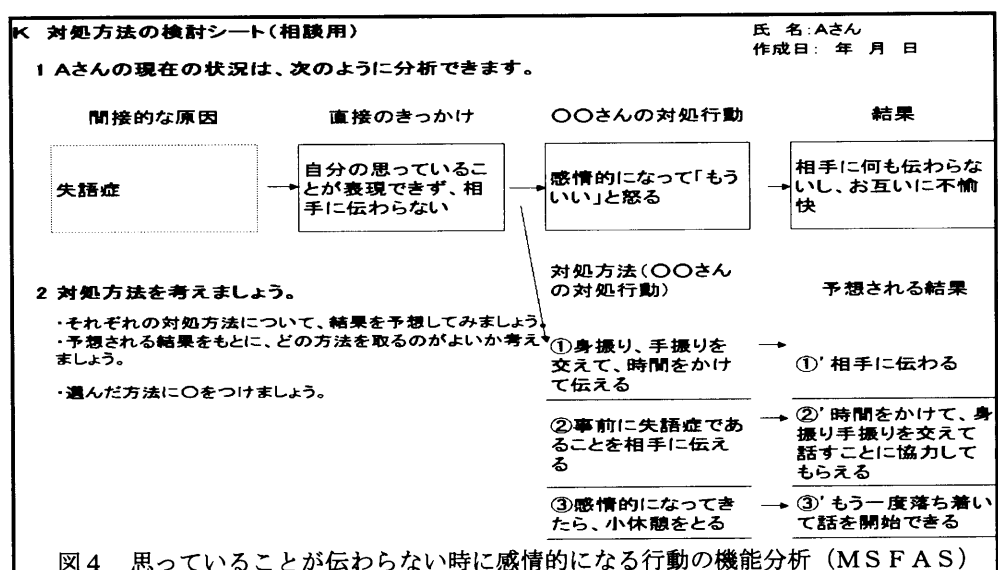 K 対処方法の検討シート(相談用)
氏 名:Aさん
作成日: 年 月 日
1 Aさんの現在の状況は、次のように分析できます。
間接的な原因
直接のきっかけ
〇〇さんの対処行動
結果
失語症
自分の思っているこ
とが表現できず、相
手に伝わらない
感情的になって「もう
いい」と怒る
相手に何も伝わらな
いし、お互いに不愉
快
2 対処方法を考えましょう。
・それぞれの対処方法について、結果を予想してみましょう。
・予想される結果をもとに、どの方法を取るのがよいか考え
ましょう。
・選んだ方法に〇をつけましょう。
対処方法(〇〇さん
の対処行動)
予想される結果
①身振り、手振りを
交えて、時間をかけ
て伝える
①' 相手に伝わる
②事前に失語症であ
ることを相手に伝え
る
②' 時間をかけて、身
振り手振りを交えて
話すことに協力して
もらえる
③感情的になってき
たら、小休憩をとる
③' もう一度落ち着い
て話を開始できる
図4 思っていることが伝わらない時に感情的になる行動の機能分析(MSFAS)